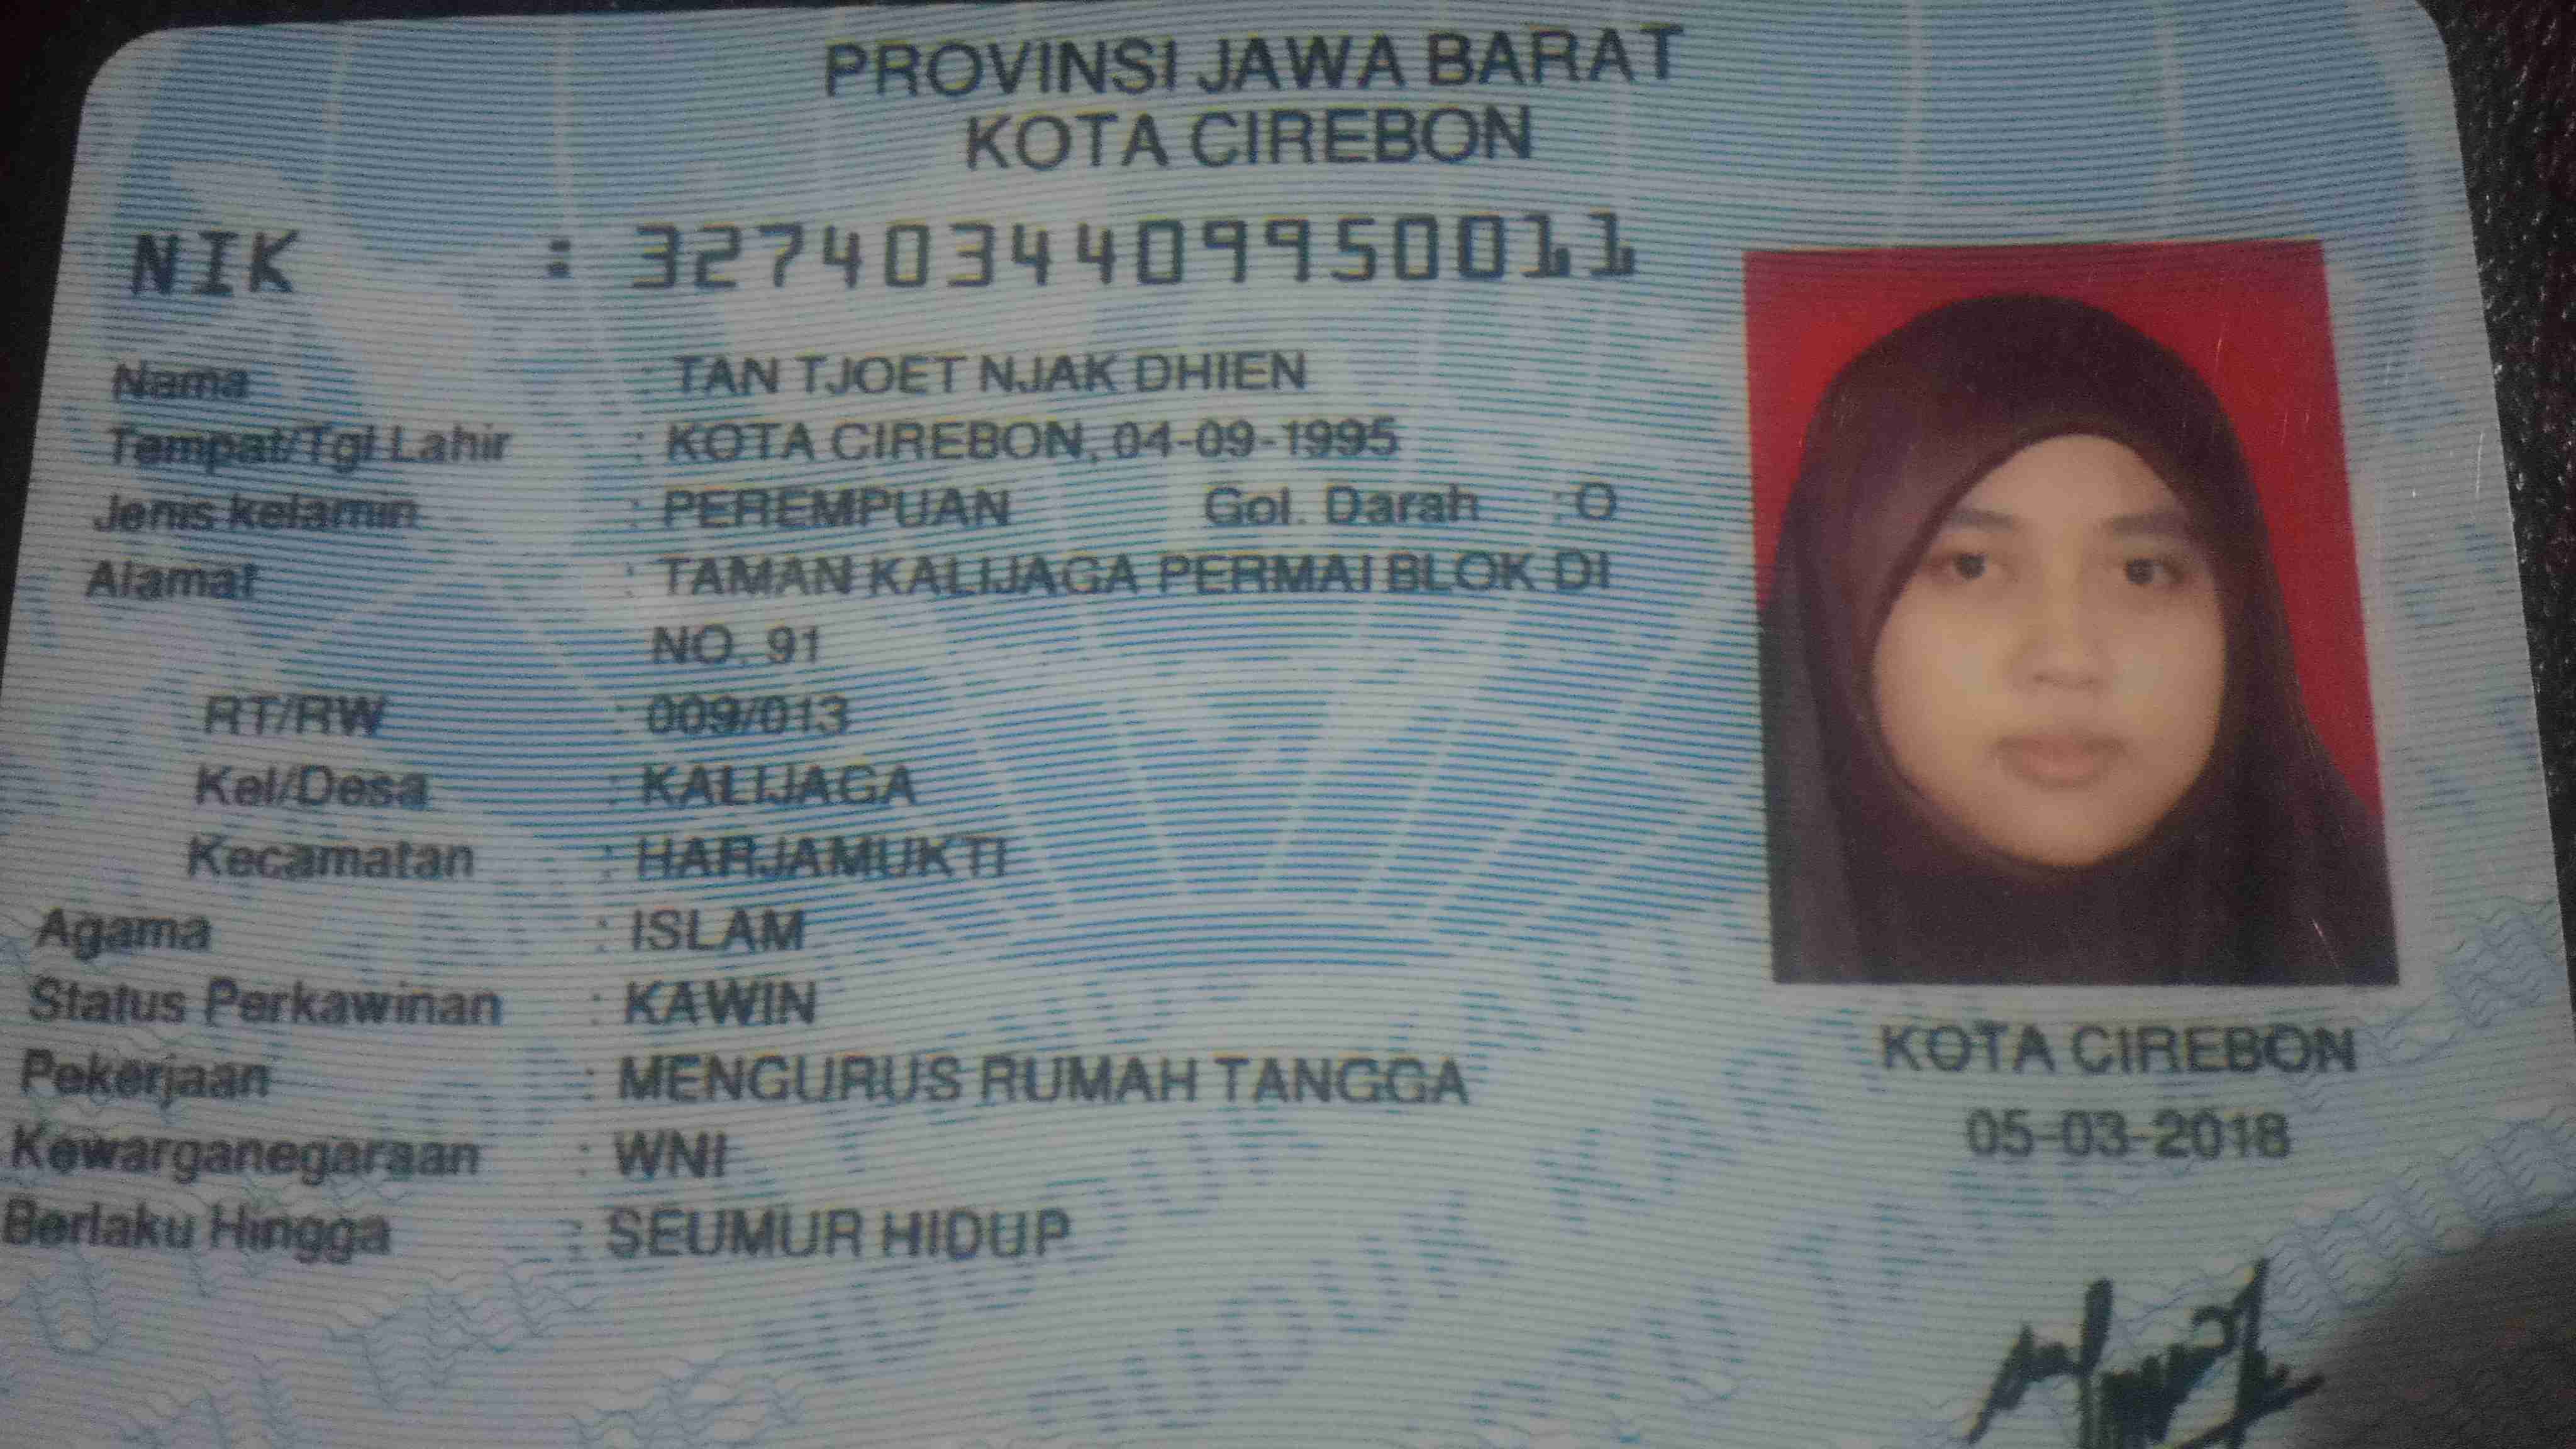 PROVINSI JAWA BARAT
KOTA CIREBON
NIK : 3274034409950011
Nama : TAN TJOET NJAK DHIEN
Tempat/Tgl Lahir : KOTA CIREBON, 04-09-1995
Jenis kelamin : PEREMPUAN Gol. Darah : O
Alamat : TAMAN KALIJAGA PERMAI BLOK DI
NO. 91
RT/RW : 009/013
Kel/Desa : KALIJAGA
Kecamatan : HARJAMUKTI
Agama : ISLAM
Status Perkawinan : KAWIN
Pekerjaan : MENGURUS RUMAH TANGGA
Kewarganegaraan : WNI
Berlaku Hingga : SEUMUR HIDUP
KOTA CIREBON
05-03-2018